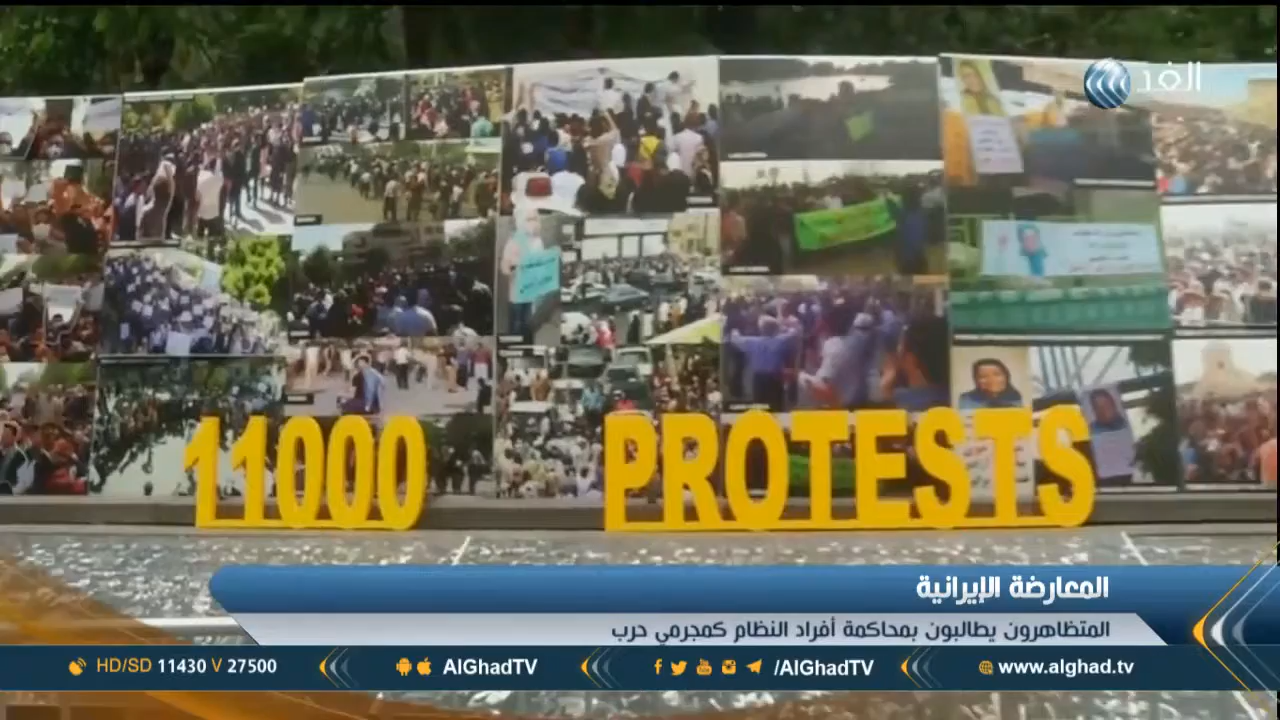 الغد
11000 PROTESTS
المعارضة الإيرانية
المتظاهرون يطالبون بمحاكمة أفراد النظام كمجرمي حرب
HD/SD 11430 V 27500
AlGhadTV
/AlGhadTV
www.alghad.tv